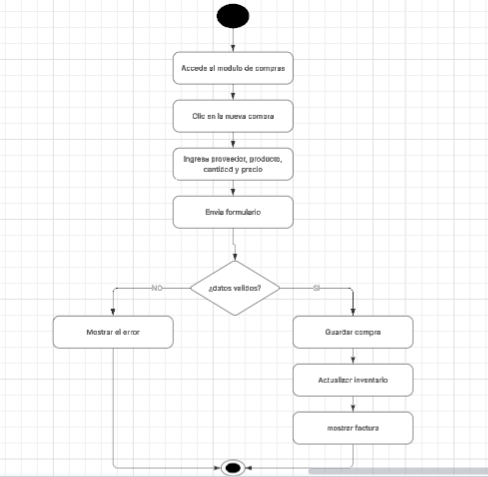 Accede al modulo de compras
Clic en la nueva compra
Ingresa proveedor, producto,
cantidad y precio
Envia formulario
¿datos validos?
NO
SI
Mostrar el error
Guardar compra
Actualizar inventario
mostrar factura